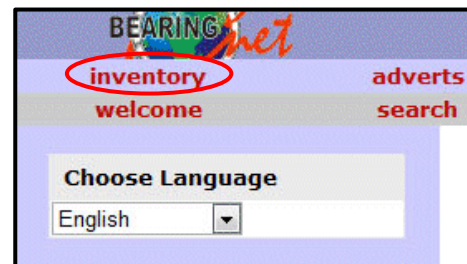 BEARING net
inventory adverts
welcome search
Choose Language
English